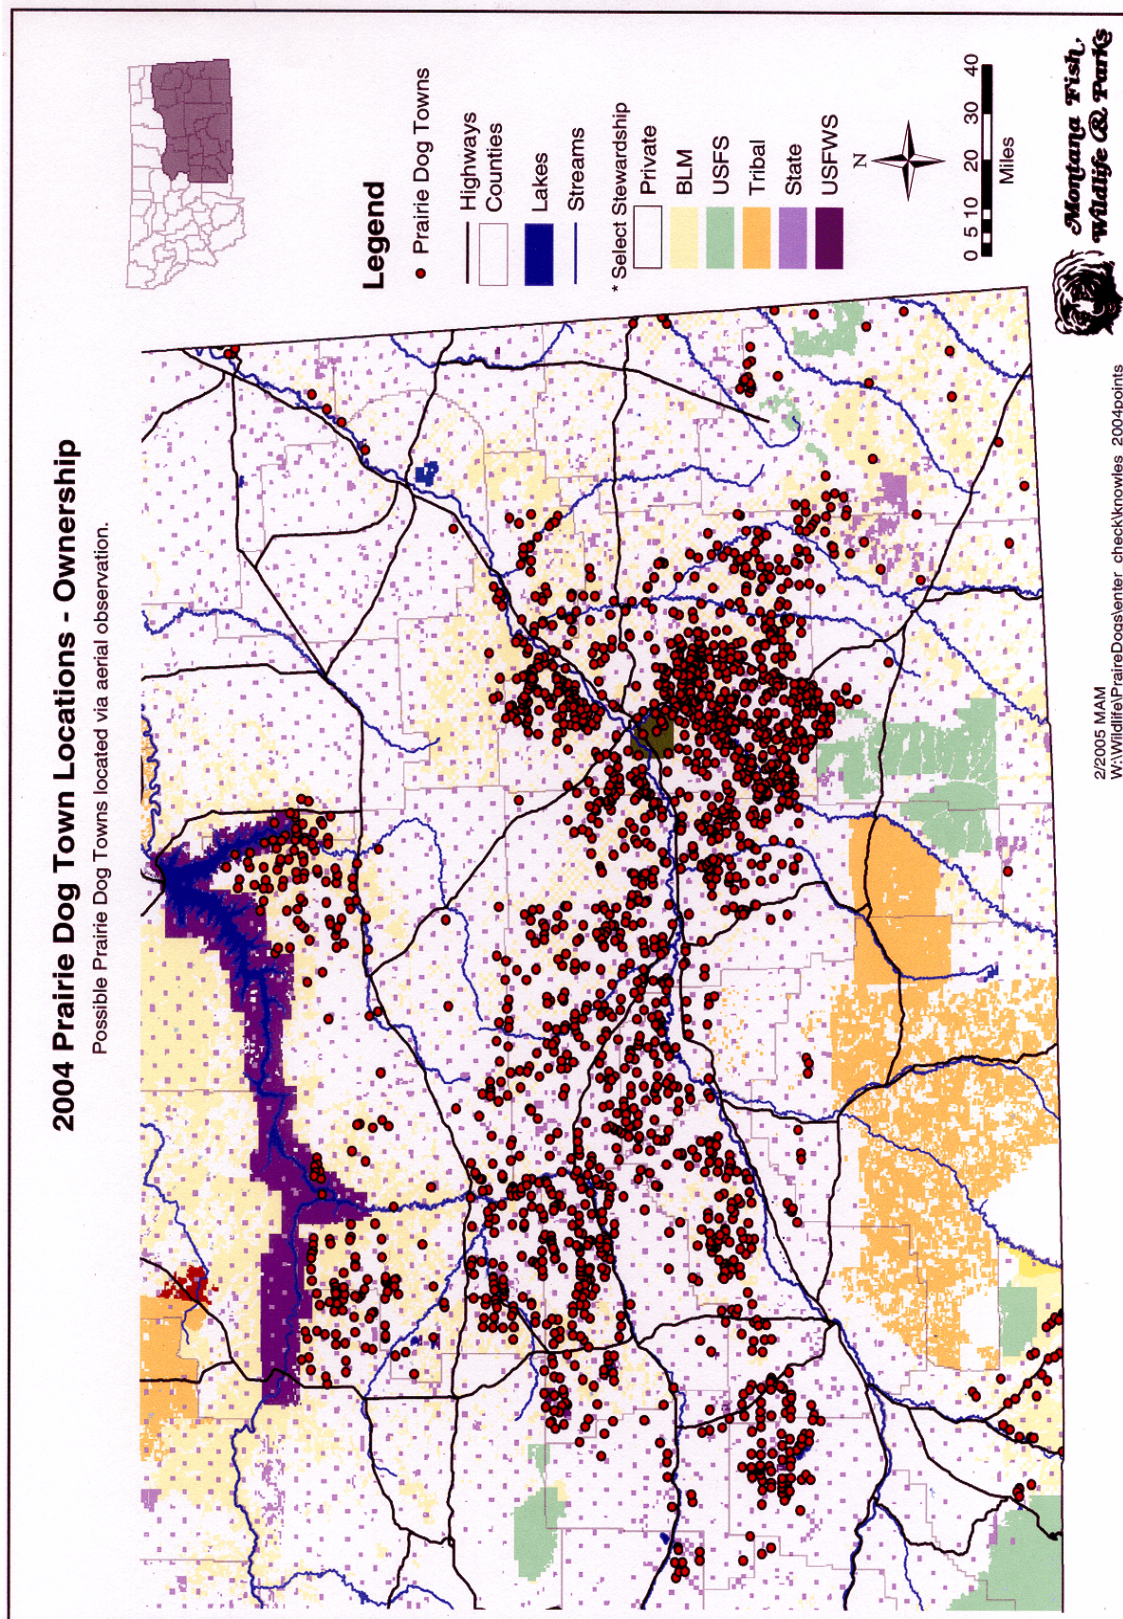 2004 Prairie Dog Town Locations - Ownership
Possible Prairie Dog Towns located via aerial observation.
Legend
Prairie Dog Towns
Highways
Counties
Lakes
Streams
* Select Stewardship
Private
BLM
USFS
Tribal
State
USFWS
N
0 5 10 20 30 40
Miles
Montana Fish,
Wildlife & Parks
2/2005 MAM
W:\Wildlife\PraireDogs\enter_check\knowles_2004points